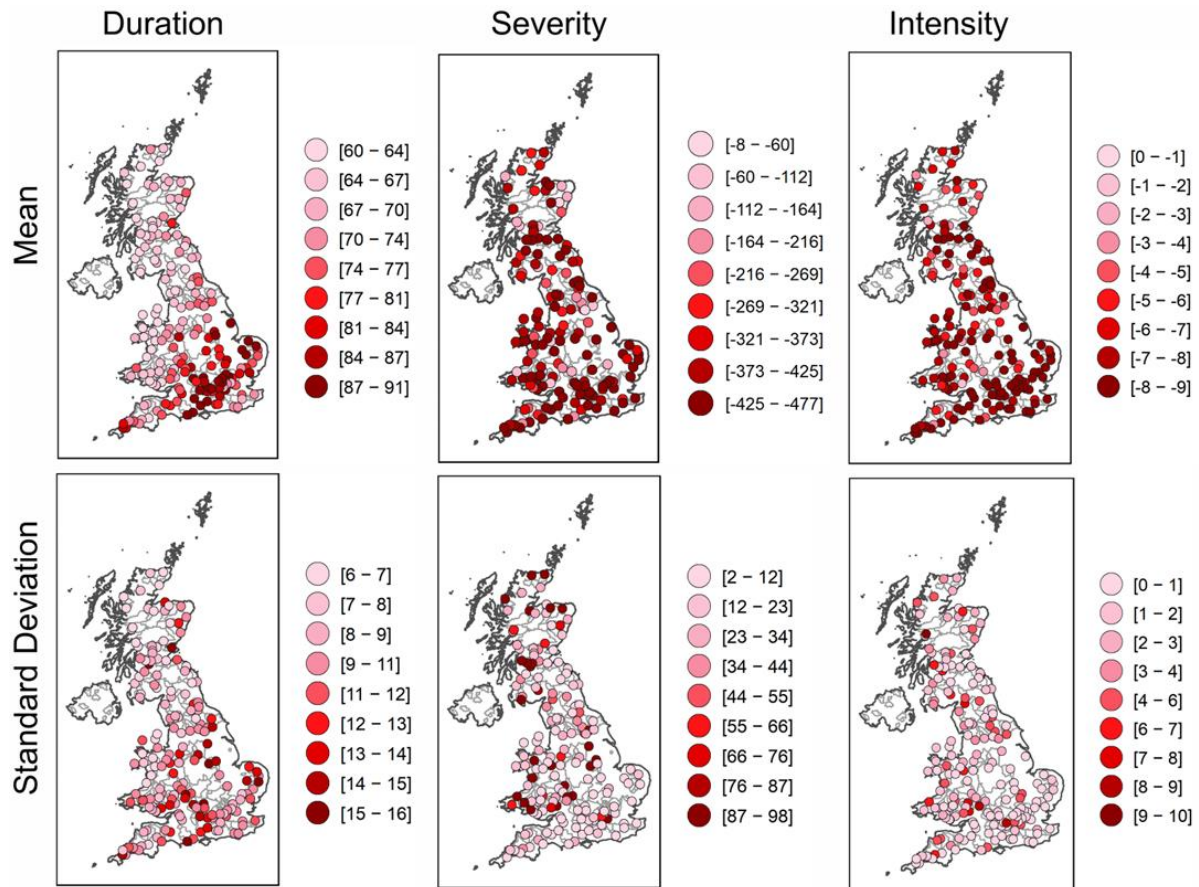 Duration
Severity
Intensity
Mean
[60 – 64]
[64 – 67]
[67 – 70]
[70 – 74]
[74 – 77]
[77 – 81]
[81 – 84]
[84 – 87]
[87 – 91]
[-8 – -60]
[-60 – -112]
[-112 – -164]
[-164 – -216]
[-216 – -269]
[-269 – -321]
[-321 – -373]
[-373 – -425]
[-425 – -477]
[0 – -1]
[-1 – -2]
[-2 – -3]
[-3 – -4]
[-4 – -5]
[-5 – -6]
[-6 – -7]
[-7 – -8]
[-8 – -9]
Standard Deviation
[6 – 7]
[7 – 8]
[8 – 9]
[9 – 11]
[11 – 12]
[12 – 13]
[13 – 14]
[14 – 15]
[15 – 16]
[2 – 12]
[12 – 23]
[23 – 34]
[34 – 44]
[44 – 55]
[55 – 66]
[66 – 76]
[76 – 87]
[87 – 98]
[0 – 1]
[1 – 2]
[2 – 3]
[3 – 4]
[4 – 6]
[6 – 7]
[7 – 8]
[8 – 9]
[9 – 10]